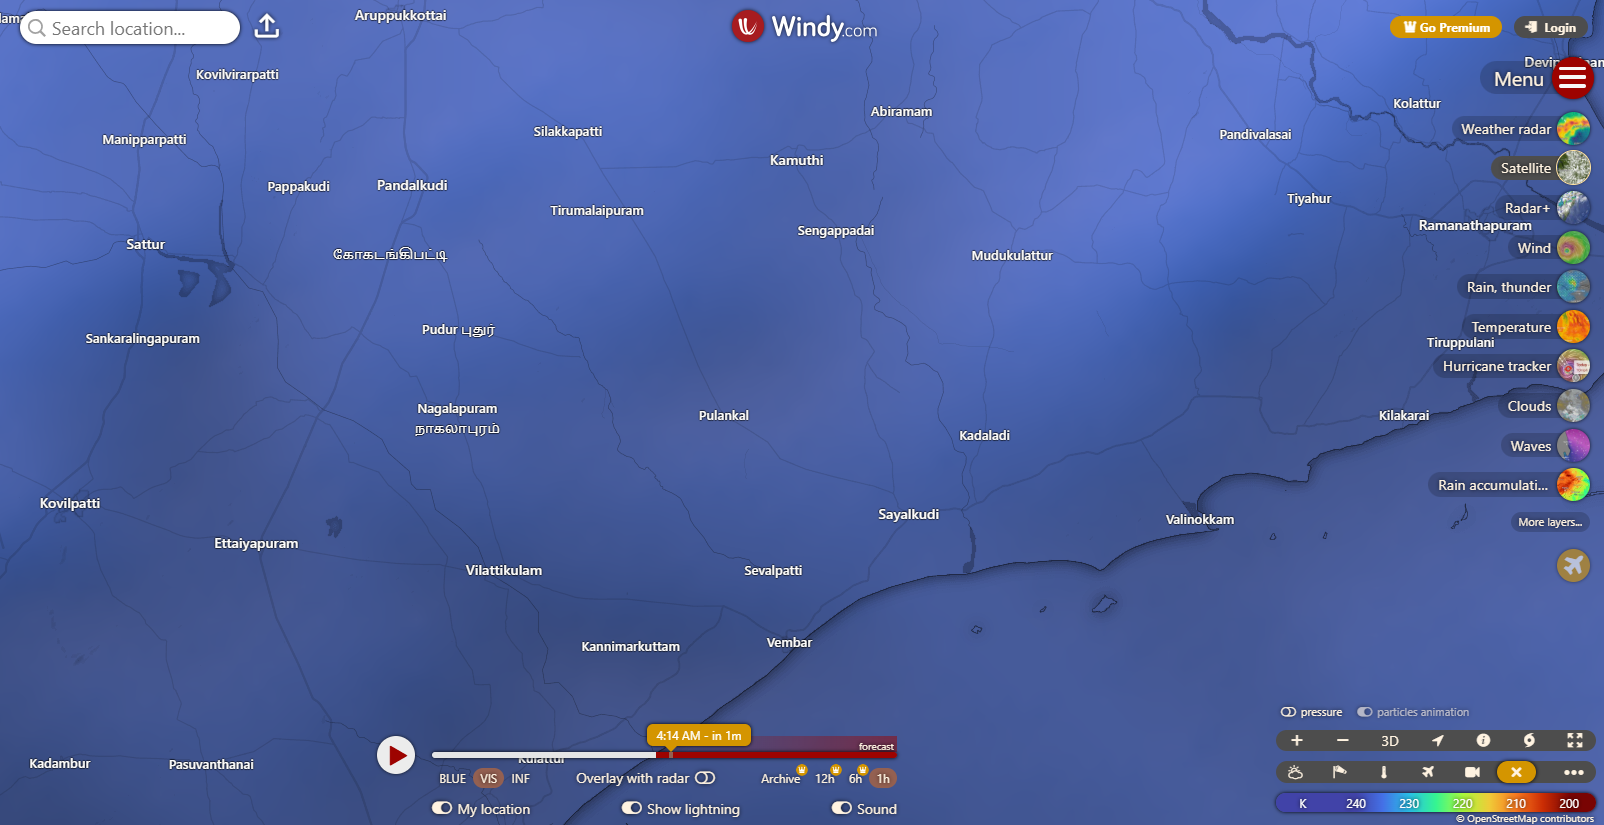 Search location...
Windy.com
Go Premium
Login
Menu
Weather radar
Satellite
Radar+
Wind
Rain, thunder
Temperature
Hurricane tracker
Clouds
Waves
Rain accumulati...
More layers...
Aruppukkottai
Kovilvirarpatti
Kolattur
Abiramam
Silakkapatti
Pandivalasai
Manipparpatti
Kamuthi
Pappakudi
Pandalkudi
Tiyahur
Tirumalaipuram
Ramanathapuram
Sengappadai
Sattur
கோகடங்கிபட்டி
Mudukulattur
Pudur புதூர்
Sankaralingapuram
Tiruppulani
Nagalapuram
நாகலாபுரம்
Pulankal
Kilakarai
Kadaladi
Kovilpatti
Sayalkudi
Valinokkam
Ettaiyapuram
Vilattikulam
Sevalpatti
Kannimarkuttam
Vembar
Kadambur
Pasuvanthanai
Kulattur
4:14 AM - in 1m
forecast
BLUE VIS INF
Overlay with radar
Archive 12h 6h 1h
My location
Show lightning
Sound
pressure
particles animation
3D
K 240 230 220 210 200
© OpenStreetMap contributors